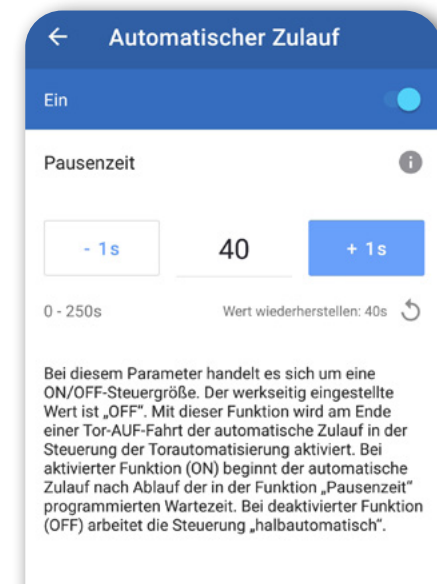 Automatischer Zulauf
Ein
Pausenzeit
- 1s 40 + 1s
0 - 250s Wert wiederherstellen: 40s
Bei diesem Parameter handelt es sich um eine
ON/OFF-Steuergröße. Der werkseitig eingestellte
Wert ist „OFF“. Mit dieser Funktion wird am Ende
einer Tor-AUF-Fahrt der automatische Zulauf in der
Steuerung der Torautomatisierung aktiviert. Bei
aktivierter Funktion (ON) beginnt der automatische
Zulauf nach Ablauf der in der Funktion „Pausenzeit“
programmierten Wartezeit. Bei deaktivierter Funktion
(OFF) arbeitet die Steuerung „halbautomatisch“.